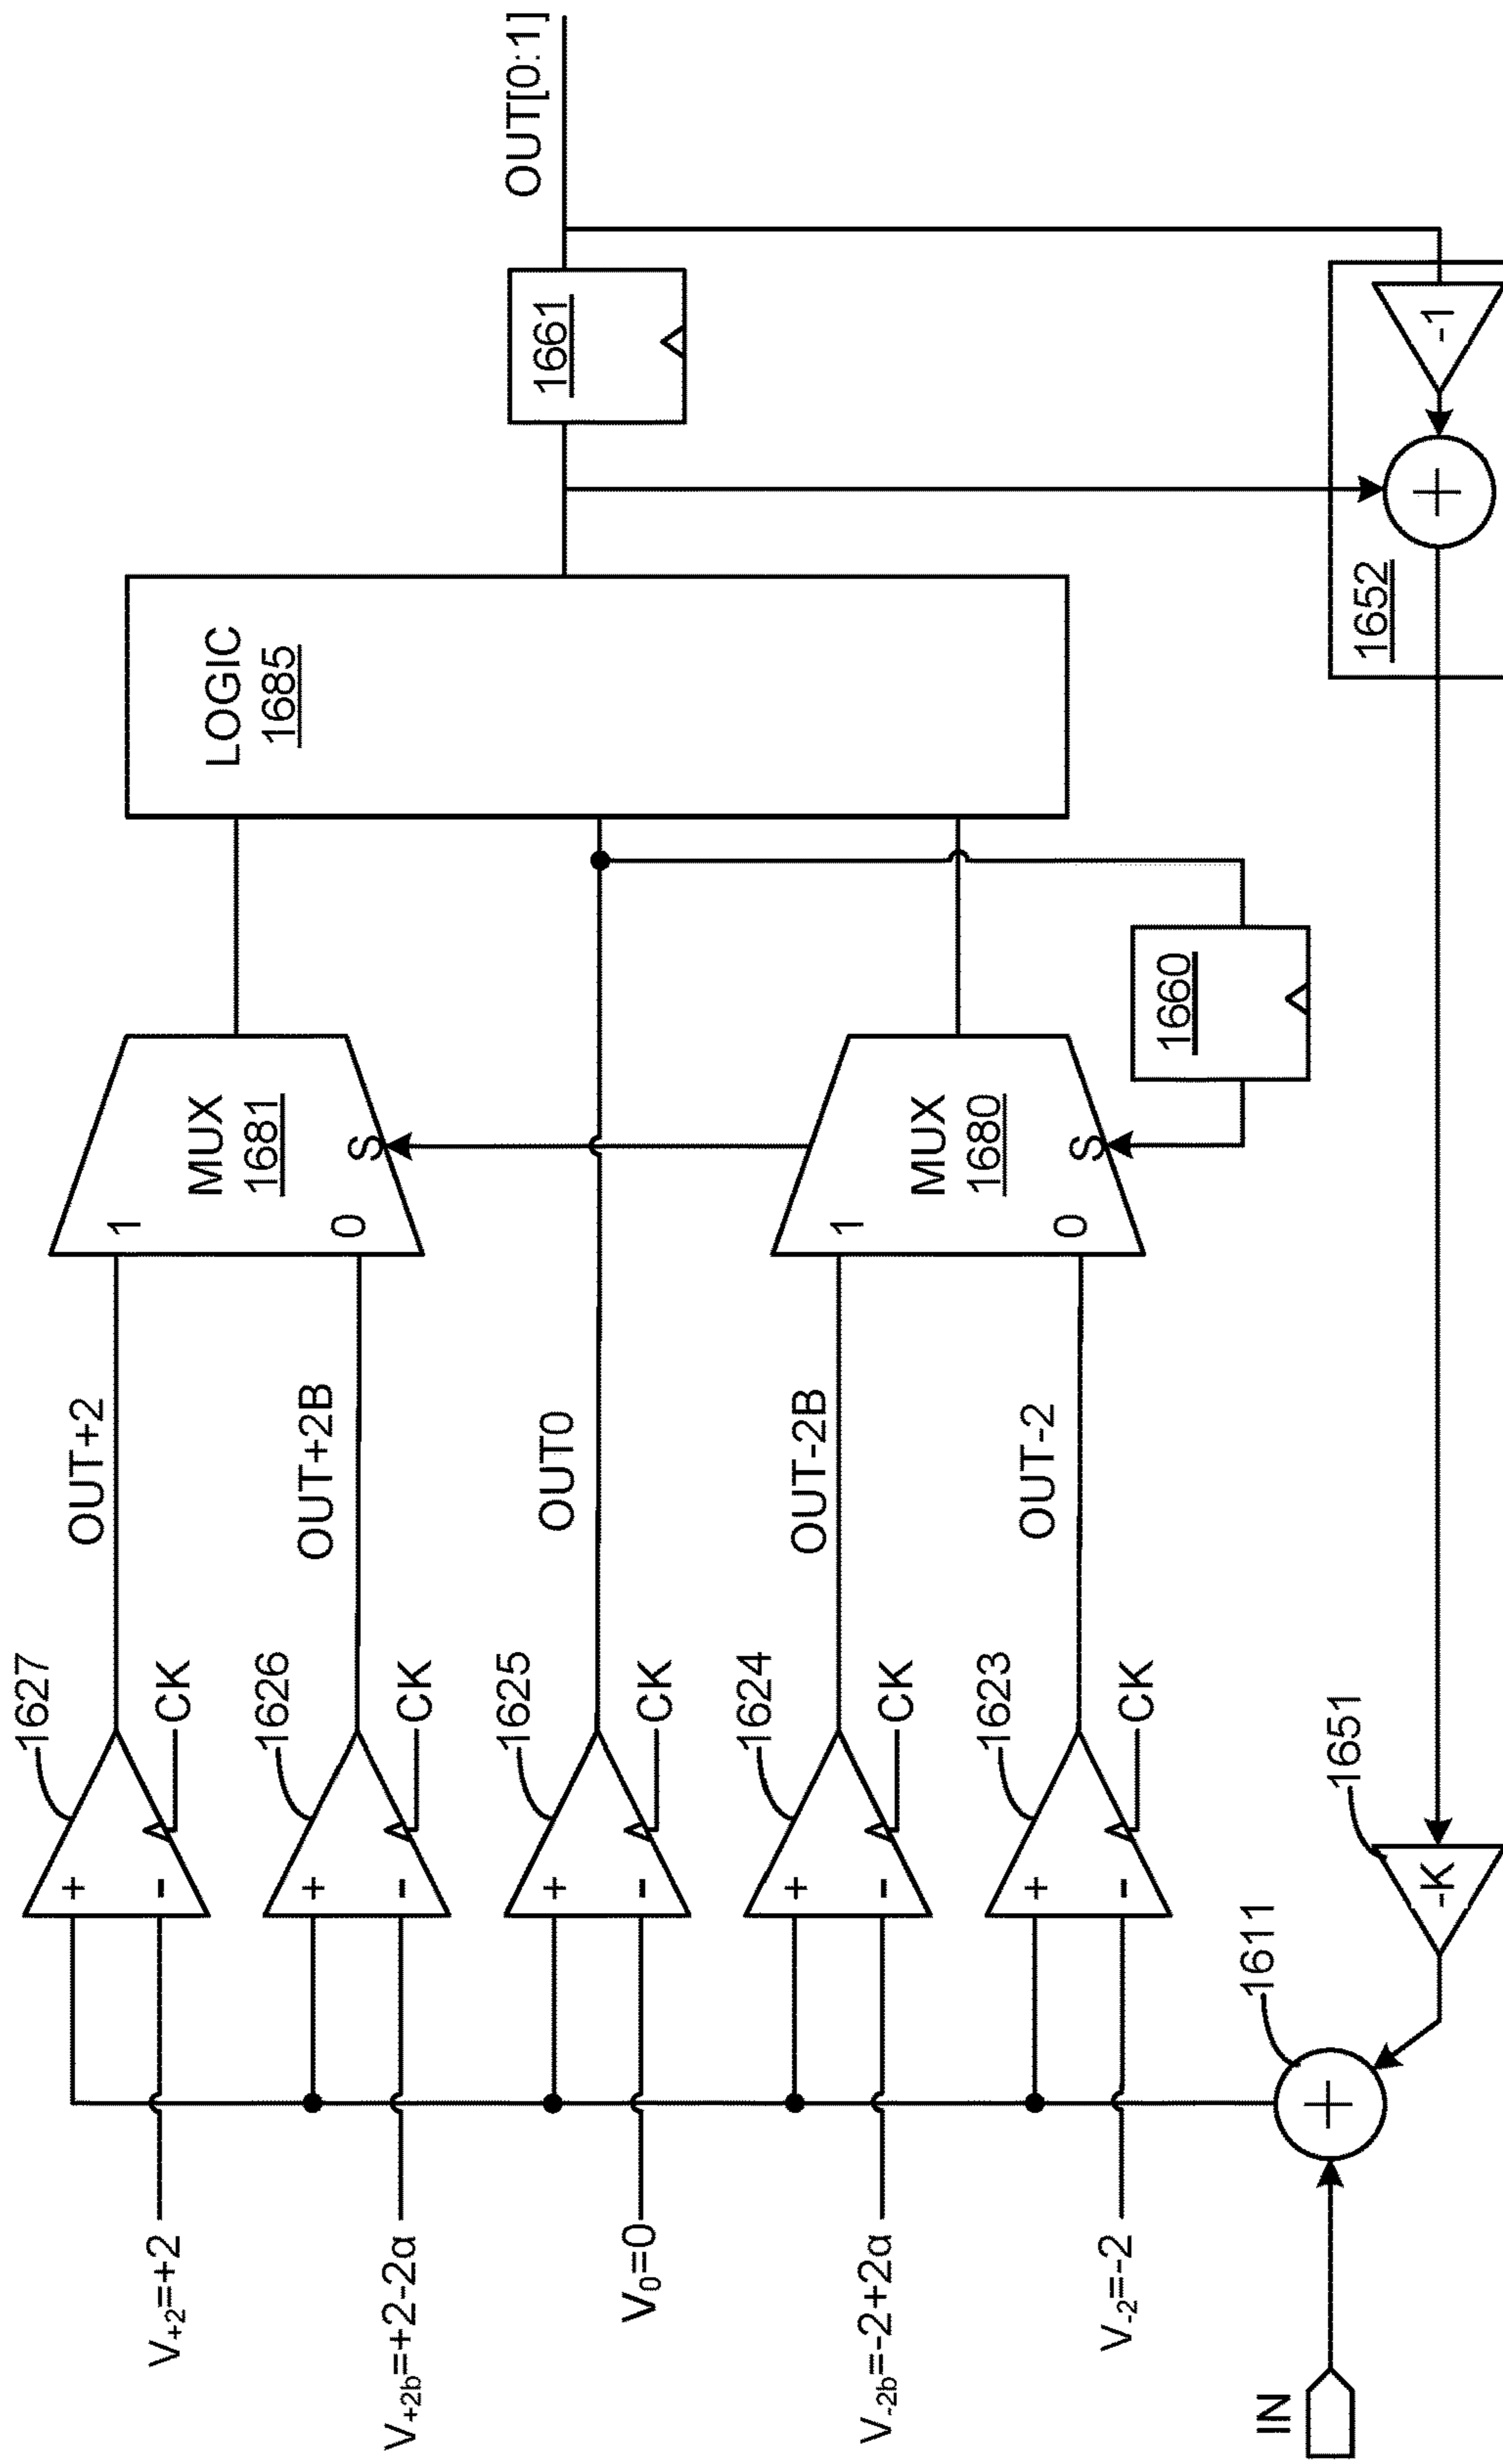 V+2=+2
1627
CK
OUT+2
1
0
MUX
1681
S
V+2b=+2-2α
1626
CK
OUT+2B
LOGIC
1685
V0=0
1625
CK
OUT0
1661
OUT[0:1]
V-2b=-2+2α
1624
CK
OUT-2B
1
0
MUX
1680
S
V-2=-2
1623
CK
OUT-2
1660
IN
1611
1651
-K
1652
-1
+
-
+
-
+
-
+
-
+
-
+
+